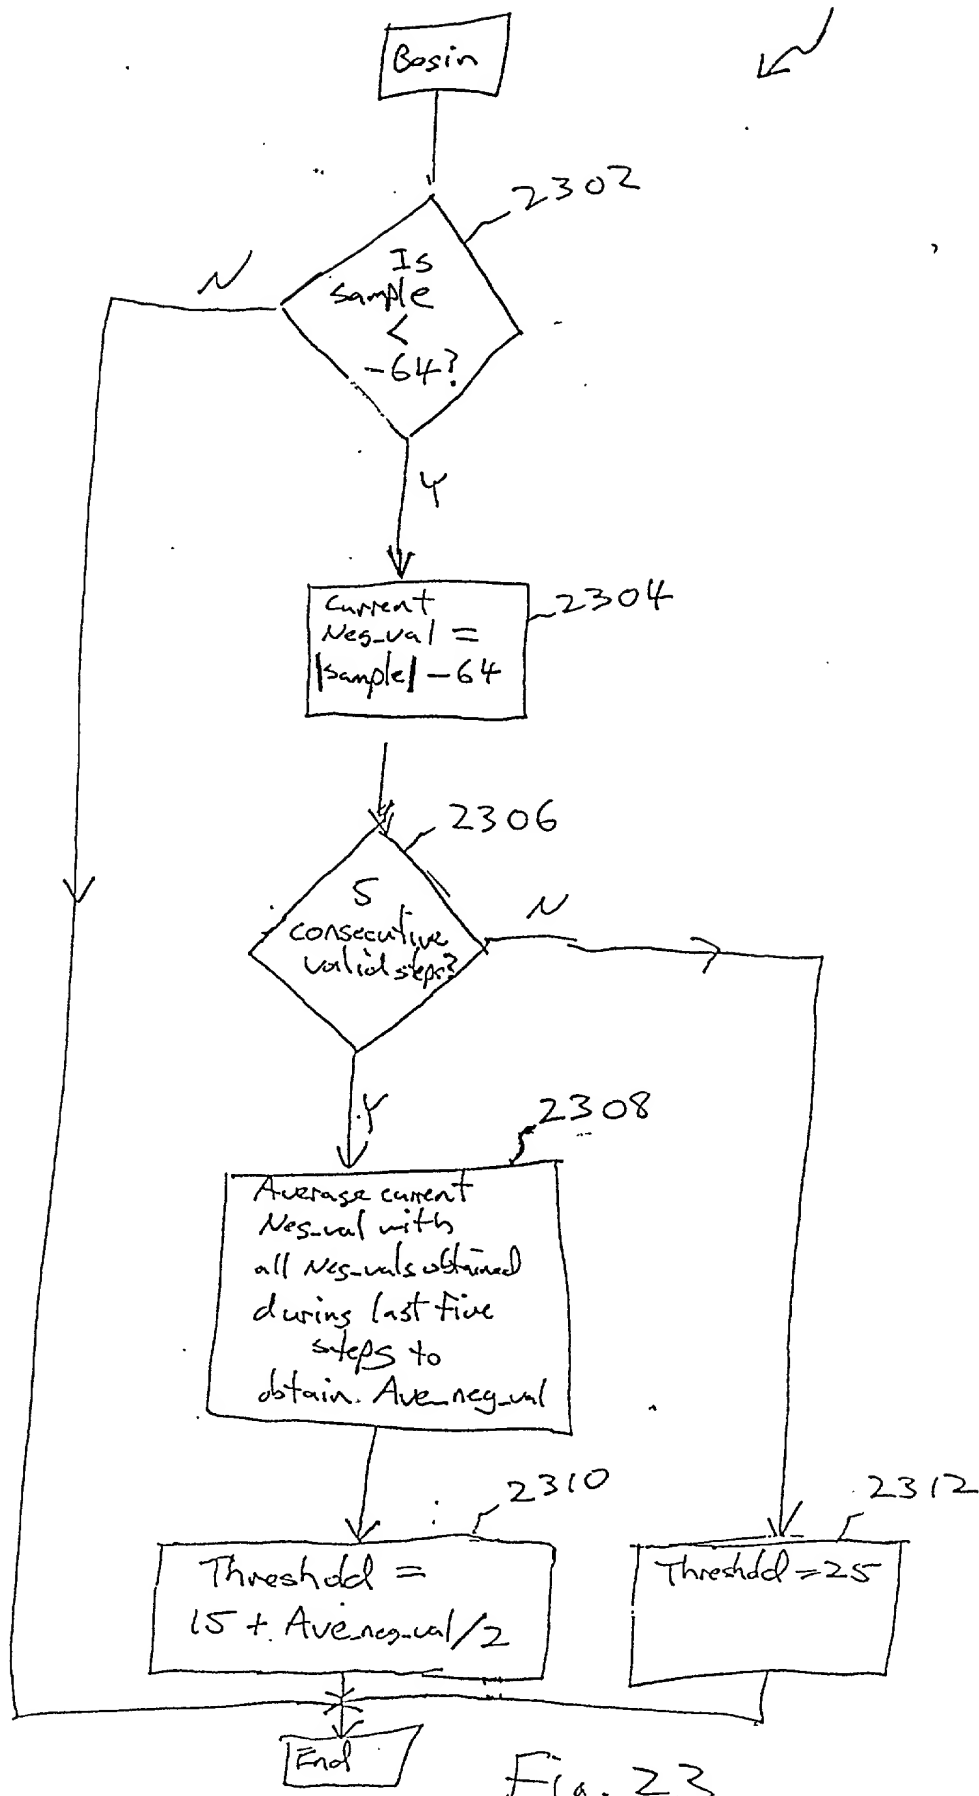 Begin
2302
N
Is
sample
<
-64?
Y
2304
Current
Neg_val =
|sample| - 64
2306
5
consecutive
valid steps?
N
Y
2308
Average current
Neg_val with
all Neg_vals obtained
during last five
steps to
obtain. Ave_neg_val
2310
Threshold =
15 + Ave_neg_val/2
2312
Threshold = 25
End
Fig. 23